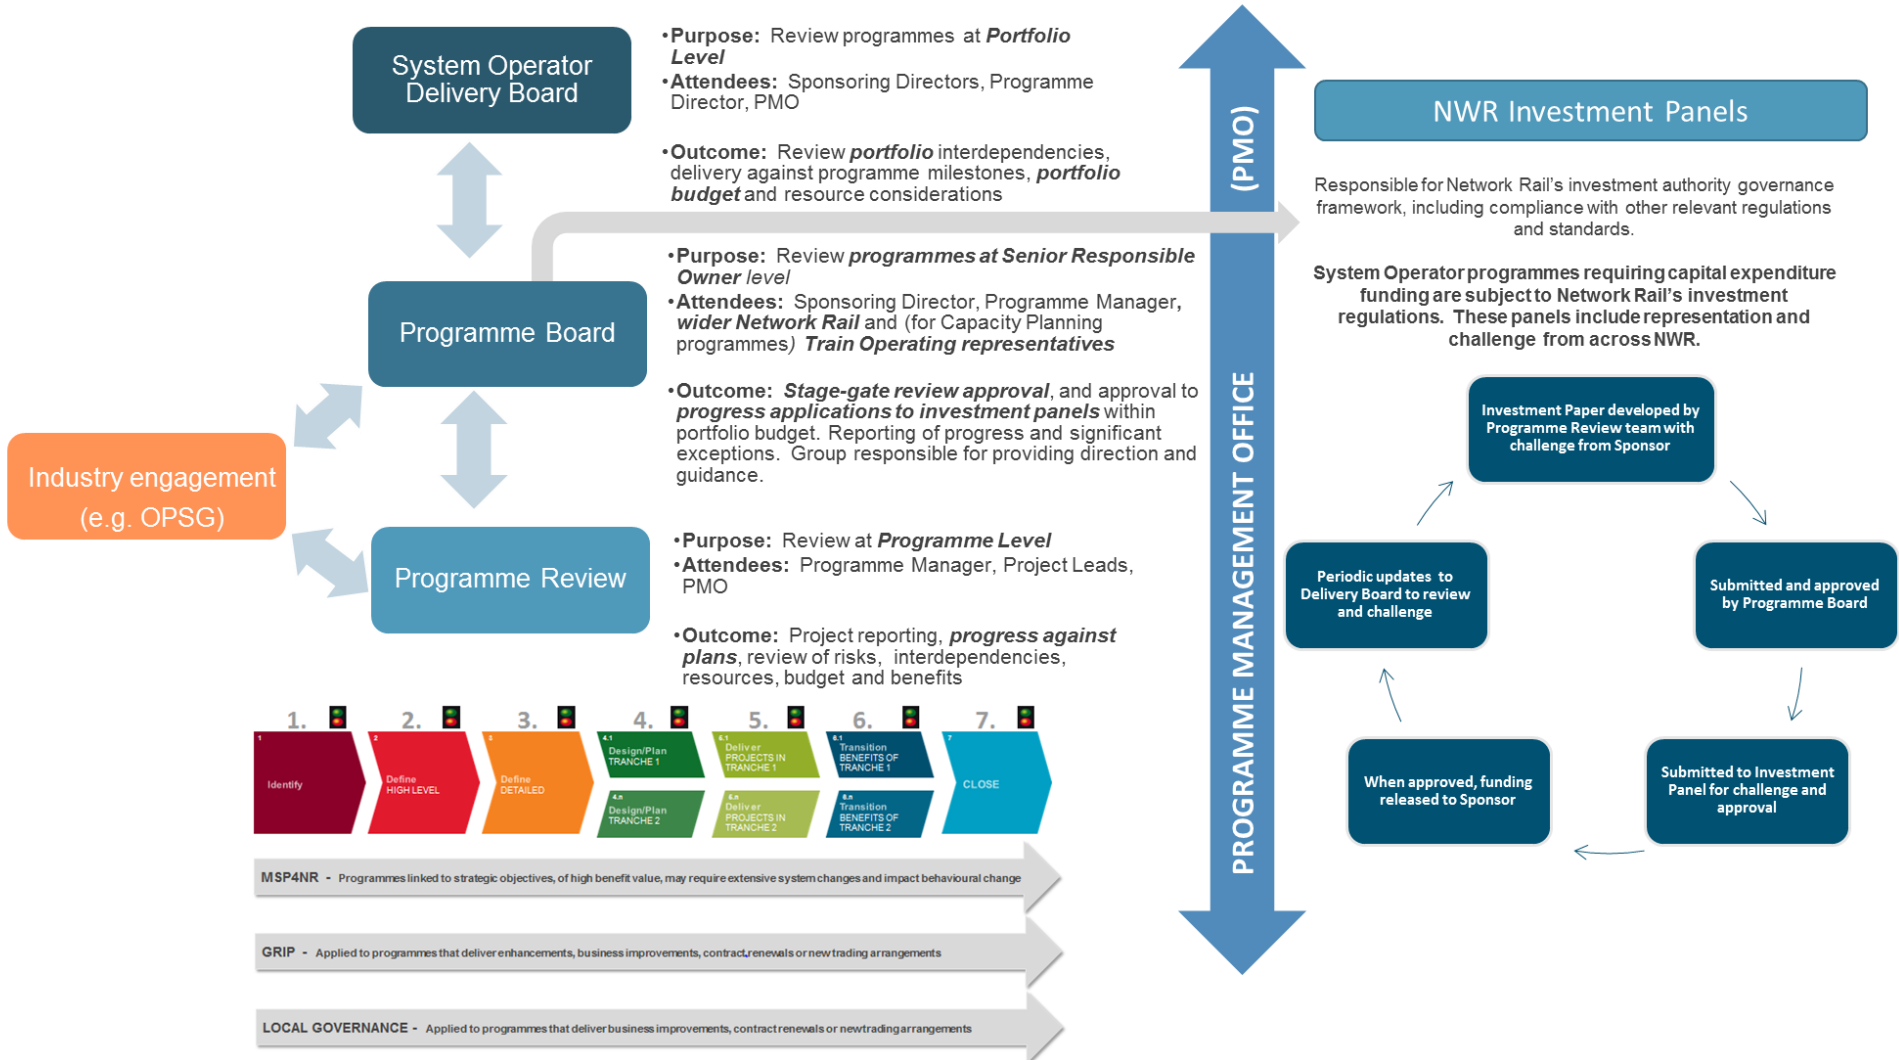 System Operator
Delivery Board
•Purpose: Review programmes at Portfolio
Level
•Attendees: Sponsoring Directors, Programme
Director, PMO
•Outcome: Review portfolio interdependencies,
delivery against programme milestones, portfolio
budget and resource considerations
Programme Board
•Purpose: Review programmes at Senior Responsible
Owner level
•Attendees: Sponsoring Director, Programme Manager,
wider Network Rail and (for Capacity Planning
programmes) Train Operating representatives
•Outcome: Stage-gate review approval, and approval to
progress applications to investment panels within
portfolio budget. Reporting of progress and significant
exceptions. Group responsible for providing direction and
guidance.
Industry engagement
(e.g. OPSG)
Programme Review
•Purpose: Review at Programme Level
•Attendees: Programme Manager, Project Leads,
PMO
•Outcome: Project reporting, progress against
plans, review of risks, interdependencies,
resources, budget and benefits
PROGRAMME MANAGEMENT OFFICE (PMO)
NWR Investment Panels
Responsible for Network Rail's investment authority governance
framework, including compliance with other relevant regulations
and standards.
System Operator programmes requiring capital expenditure
funding are subject to Network Rail's investment
regulations. These panels include representation and
challenge from across NWR.
Investment Paper developed by
Programme Review team with
challenge from Sponsor
Submitted and approved
by Programme Board
Submitted to Investment
Panel for challenge and
approval
When approved, funding
released to Sponsor
Periodic updates to
Delivery Board to review
and challenge
1.
2.
3.
4.
5.
6.
7.
1
Identify
2
Define
HIGH LEVEL
3
Define
DETAILED
4.1
Design/Plan
TRANCHE 1
4.n
Design/Plan
TRANCHE 2
5.1
Deliver
PROJECTS IN
TRANCHE 1
5.n
Deliver
PROJECTS IN
TRANCHE 2
6.1
Transition
BENEFITS OF
TRANCHE 1
6.n
Transition
BENEFITS OF
TRANCHE 2
7
CLOSE
MSP4NR - Programmes linked to strategic objectives, of high benefit value, may require extensive system changes and impact behavioural change
GRIP - Applied to programmes that deliver enhancements, business improvements, contract,renewals or new trading arrangements
LOCAL GOVERNANCE - Applied to programmes that deliver business improvements, contract renewals or new trading arrangements